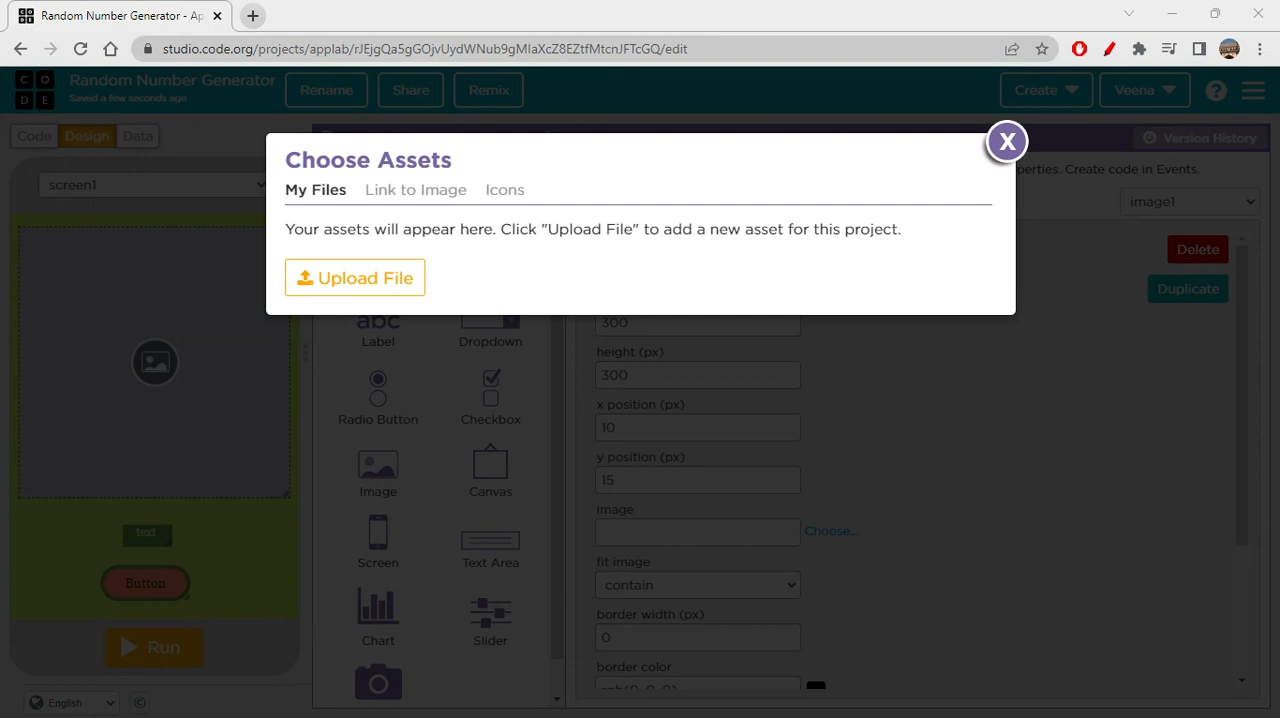 Random Number Generator - Ap
studio.code.org/projects/applab/rJEjgQa5gGOjvUydWNub9gMIaXcZ8EZtfMtcnJFTcGQ/edit
C O
D E
Random Number Generator
Saved a few seconds ago
Rename
Share
Remix
Create
Veena
?
Code
Design
Data
Version History
Choose Assets
X
My Files
Link to Image
Icons
Your assets will appear here. Click "Upload File" to add a new asset for this project.
Upload File
perties. Create code in Events.
screen1
image1
Delete
Duplicate
abc
Label
Dropdown
300
height (px)
300
Radio Button
Checkbox
x position (px)
10
y position (px)
15
Image
Canvas
image
Choose...
text
Screen
Text Area
fit image
contain
Button
border width (px)
0
Chart
Slider
Run
border color
rgb(0, 0, 0)
English
©